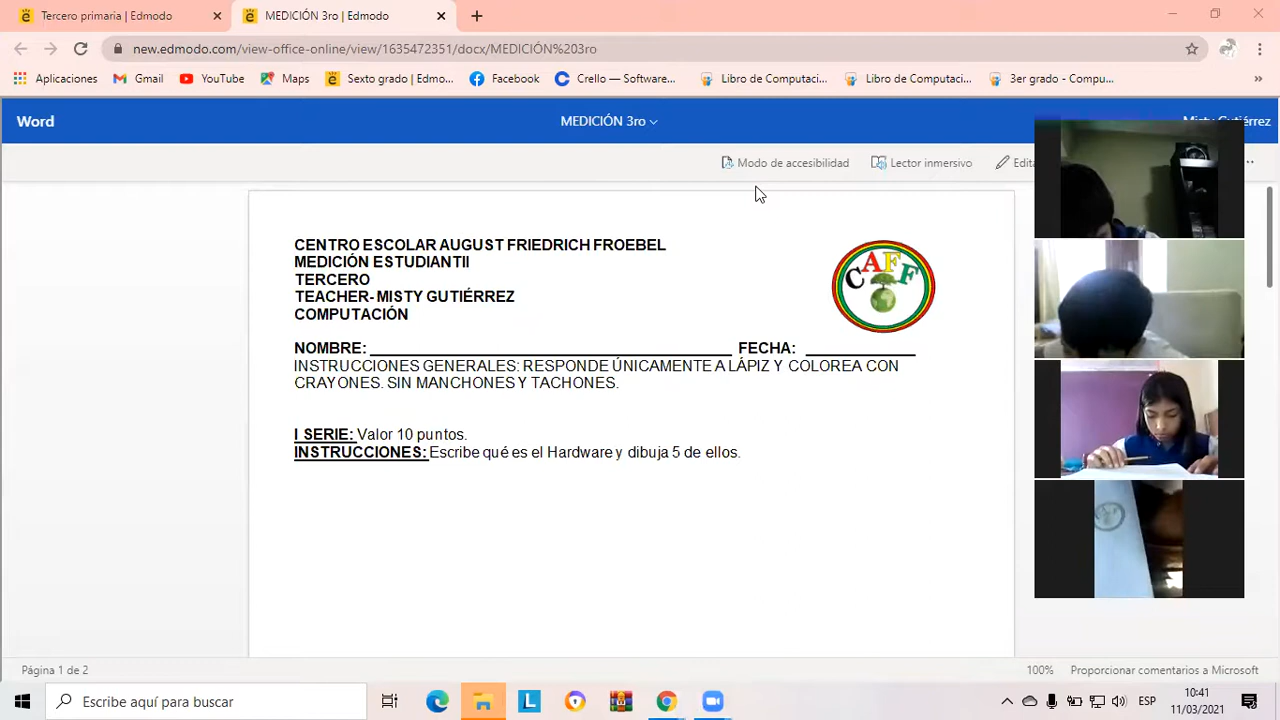 Tercero primaria | Edmodo
MEDICIÓN 3ro | Edmodo
new.edmodo.com/view-office-online/view/1635472351/docx/MEDICIÓN%203ro
Aplicaciones
Gmail
YouTube
Maps
Sexto grado | Edmo...
Facebook
Crello — Software...
Libro de Computaci...
Libro de Computaci...
3er grado - Compu...
Word
MEDICIÓN 3ro
Misty Gutiérrez
Modo de accesibilidad
Lector inmersivo
Edita
CENTRO ESCOLAR AUGUST FRIEDRICH FROEBEL
MEDICIÓN ESTUDIANTIl
TERCERO
TEACHER- MISTY GUTIÉRREZ
COMPUTACIÓN
CAFF
NOMBRE: FECHA:
INSTRUCCIONES GENERALES: RESPONDE ÚNICAMENTE A LÁPIZ Y COLOREA CON
CRAYONES. SIN MANCHONES Y TACHONES.
I SERIE: Valor 10 puntos.
INSTRUCCIONES: Escribe qué es el Hardware y dibuja 5 de ellos.
Página 1 de 2
100%
Proporcionar comentarios a Microsoft
Escribe aquí para buscar
L
ESP
10:41
11/03/2021